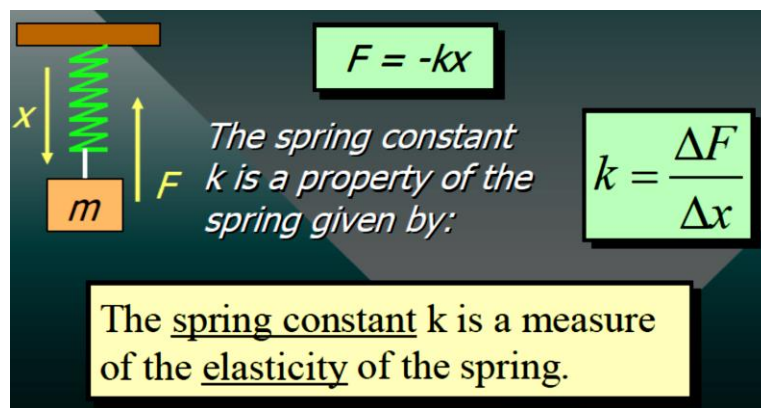 F = -kx
x
F
m
The spring constant
k is a property of the
spring given by:
k = ΔF/Δx
The spring constant k is a measure
of the elasticity of the spring.